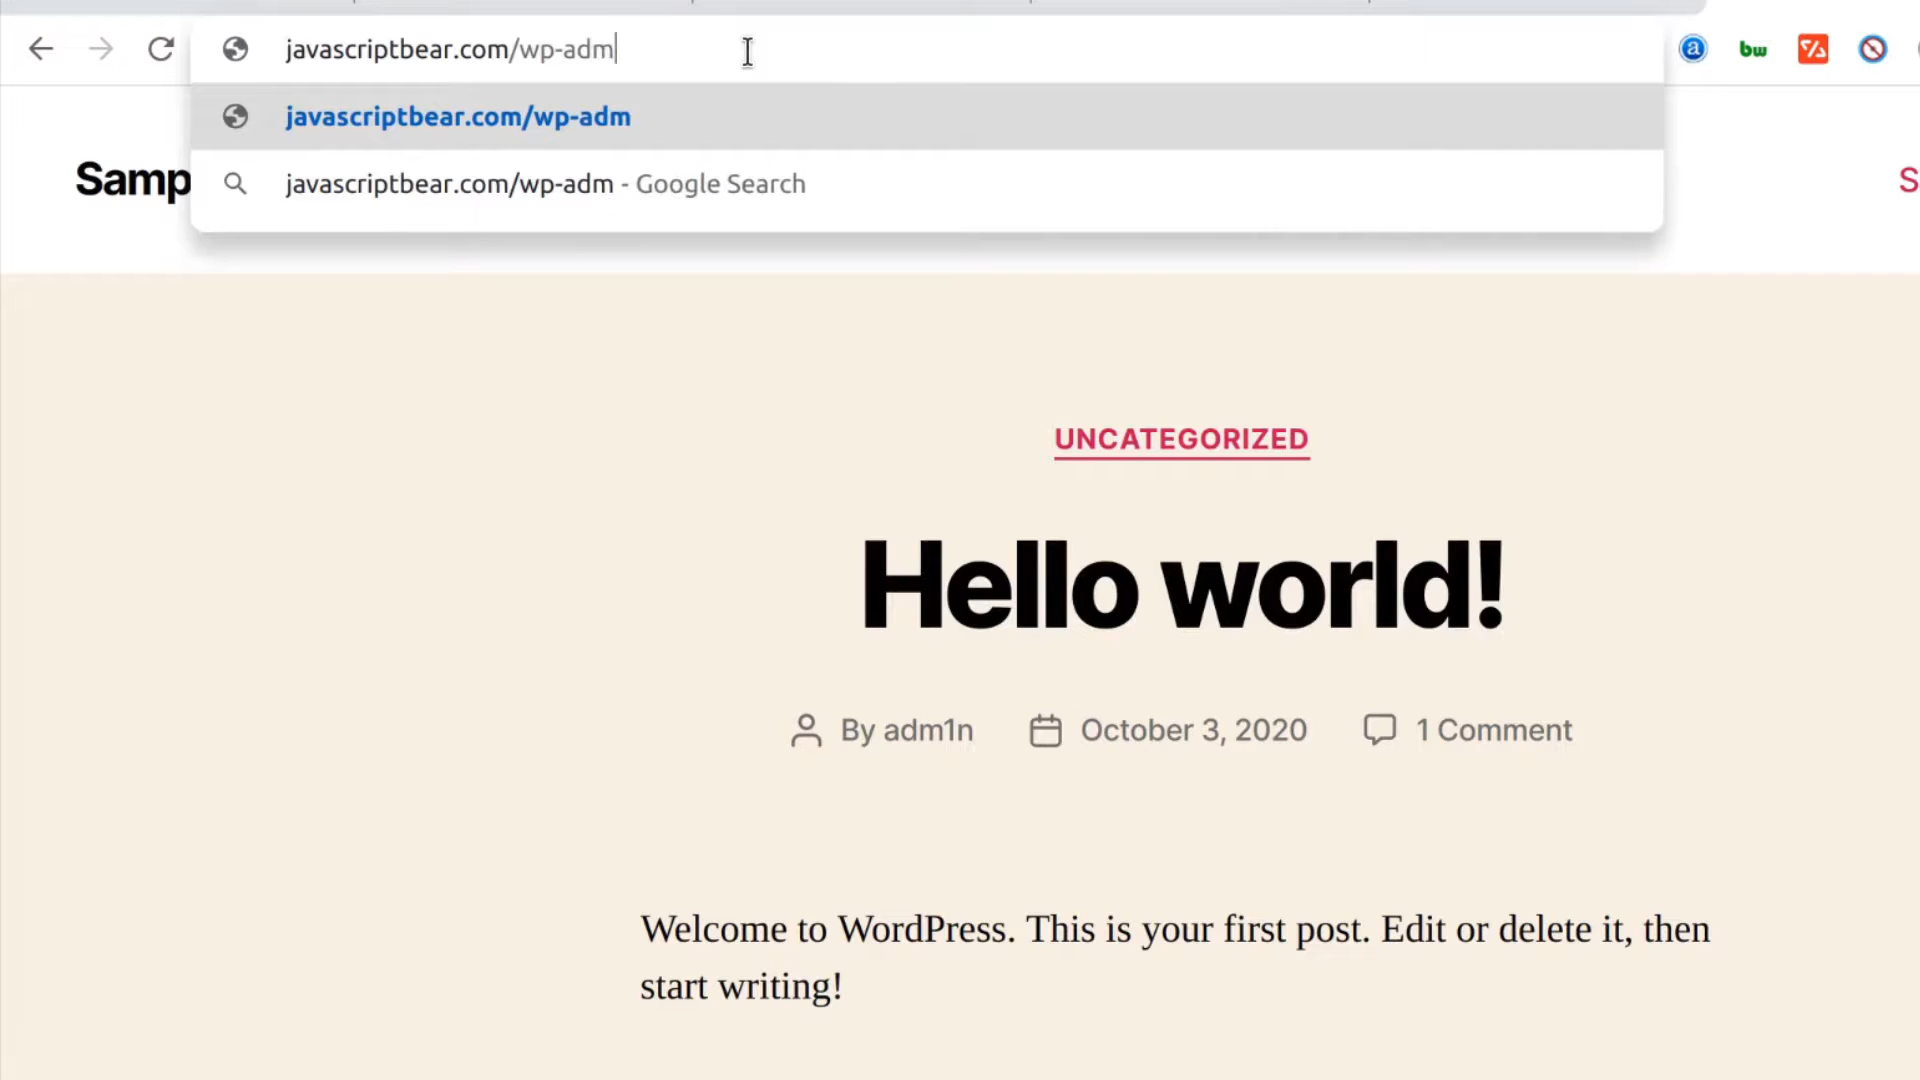 javascriptbear.com/wp-adm
a
bw
javascriptbear.com/wp-adm
javascriptbear.com/wp-adm - Google Search
Samp
S
UNCATEGORIZED
Hello world!
By adm1n
October 3, 2020
1 Comment
Welcome to WordPress. This is your first post. Edit or delete it, then
start writing!